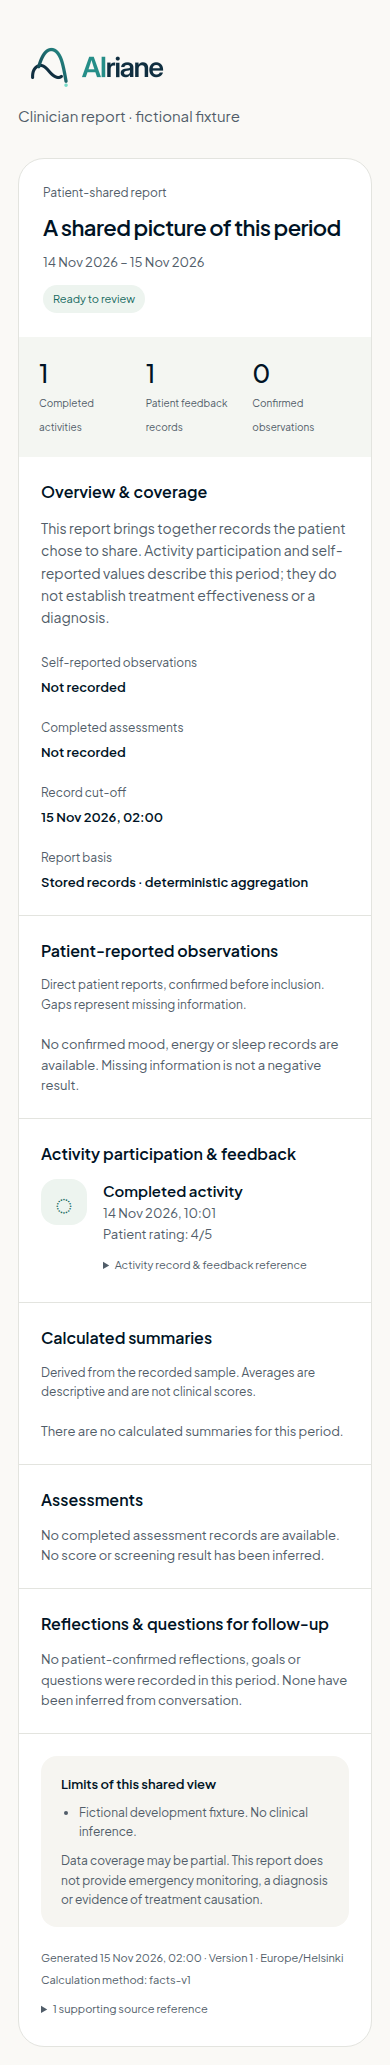 AIriane
Clinician report · fictional fixture
Patient-shared report
A shared picture of this period
14 Nov 2026 – 15 Nov 2026
Ready to review
1
1
0
Completed activities
Patient feedback records
Confirmed observations
Overview & coverage
This report brings together records the patient
chose to share. Activity participation and self-
reported values describe this period; they do
not establish treatment effectiveness or a
diagnosis.
Self-reported observations
Not recorded
Completed assessments
Not recorded
Record cut-off
15 Nov 2026, 02:00
Report basis
Stored records · deterministic aggregation
Patient-reported observations
Direct patient reports, confirmed before inclusion.
Gaps represent missing information.
No confirmed mood, energy or sleep records are
available. Missing information is not a negative
result.
Activity participation & feedback
Completed activity
14 Nov 2026, 10:01
Patient rating: 4/5
▶ Activity record & feedback reference
Calculated summaries
Derived from the recorded sample. Averages are
descriptive and are not clinical scores.
There are no calculated summaries for this period.
Assessments
No completed assessment records are available.
No score or screening result has been inferred.
Reflections & questions for follow-up
No patient-confirmed reflections, goals or
questions were recorded in this period. None have
been inferred from conversation.
Limits of this shared view
• Fictional development fixture. No clinical
inference.
Data coverage may be partial. This report does
not provide emergency monitoring, a diagnosis
or evidence of treatment causation.
Generated 15 Nov 2026, 02:00 · Version 1 · Europe/Helsinki
Calculation method: facts-v1
▶ 1 supporting source reference